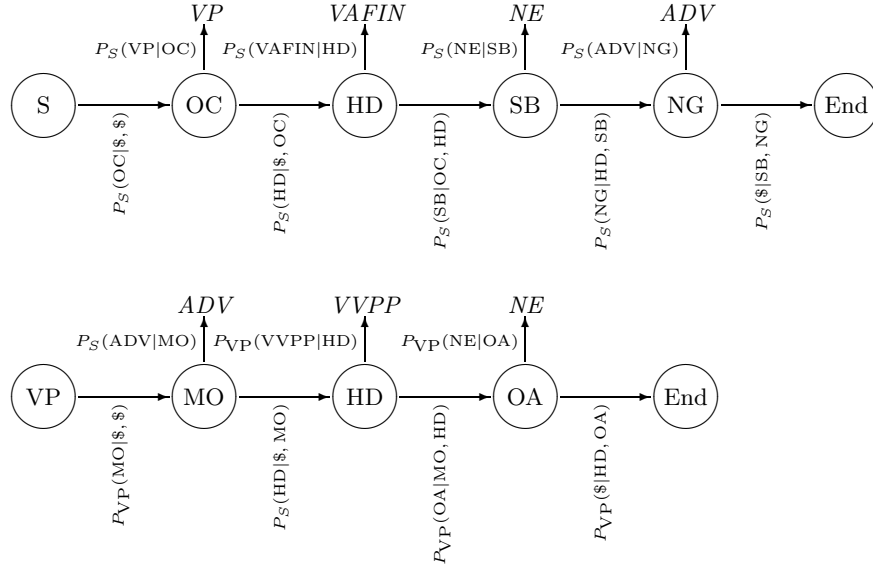 VP VAFIN NE ADV
P_S(VP|OC) P_S(VAFIN|HD) P_S(NE|SB) P_S(ADV|NG)
S OC HD SB NG End
P_S(OC|$, $) P_S(HD|$, OC) P_S(SB|OC, HD) P_S(NG|HD, SB) P_S($|SB, NG)
ADV VVPP NE
P_S(ADV|MO) P_VP(VVPP|HD) P_VP(NE|OA)
VP MO HD OA End
P_VP(MO|$, $) P_S(HD|$, MO) P_VP(OA|MO, HD) P_VP($|HD, OA)